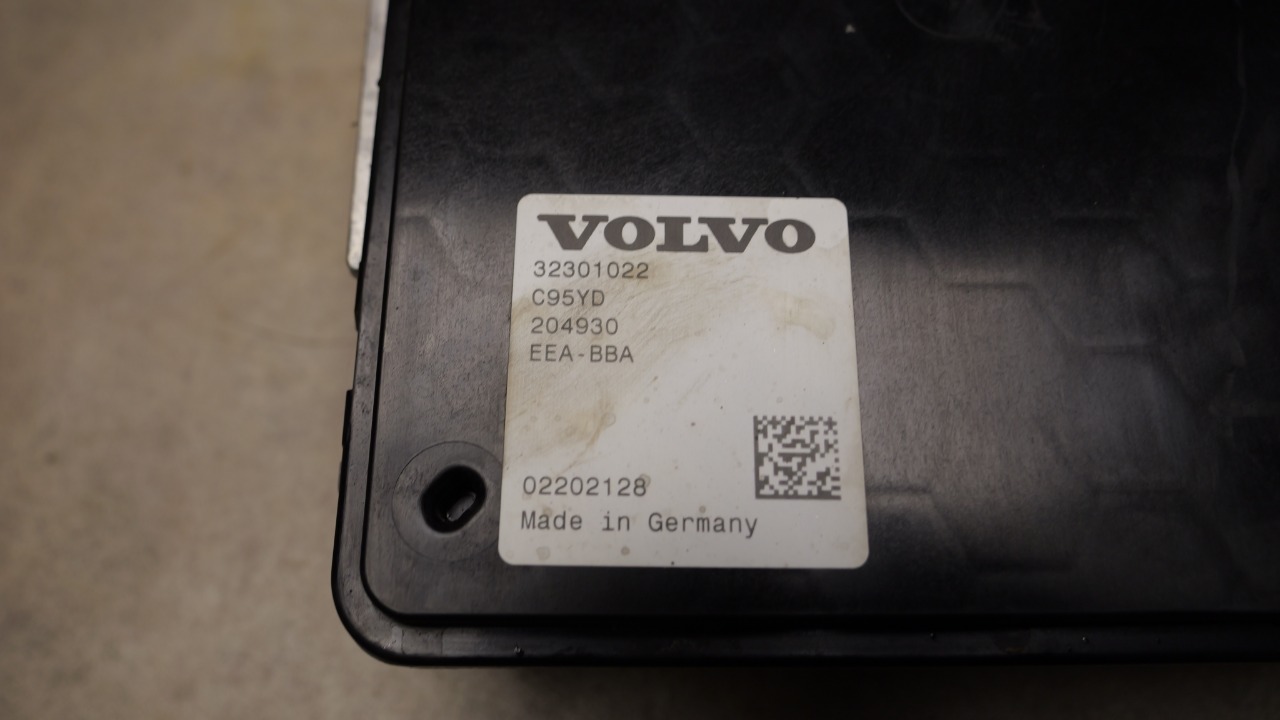 VOLVO
32301022
C95YD
204930
EEA-BBA
02202128
Made in Germany